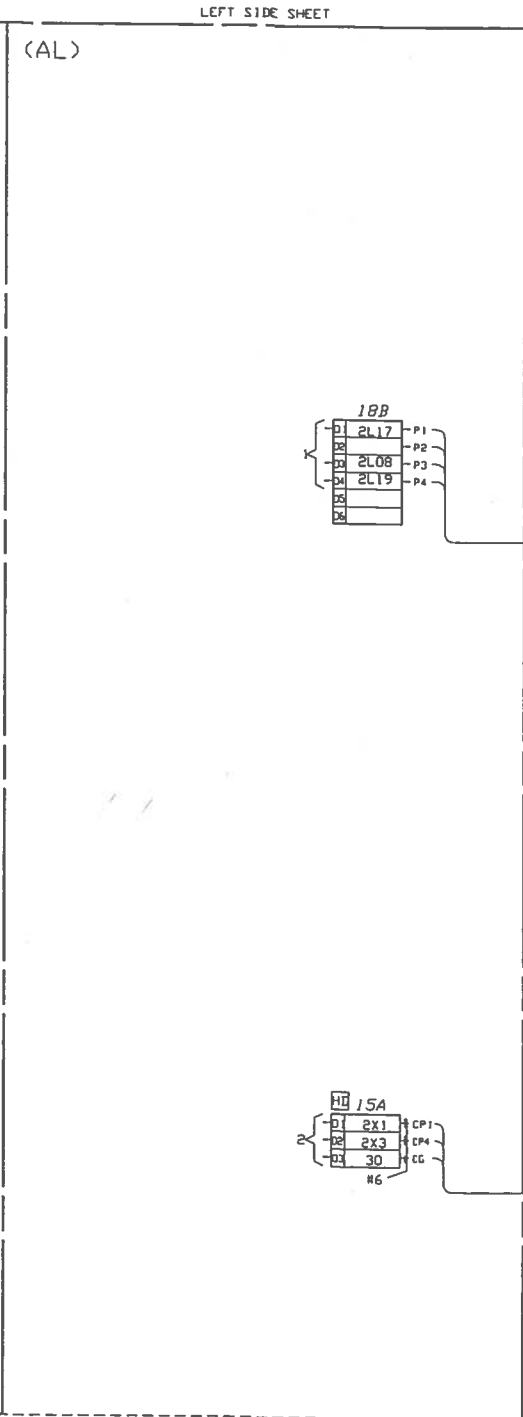 LEFT SIDE SHEET
(AL)
18B
1 D1 2L17 P1
D2 P2
D3 2L08 P3
D4 2L19 P4
D5
D6
HD 15A
D1 2X1 CP1
2 D2 2X3 CP4
D3 30 CG
#6